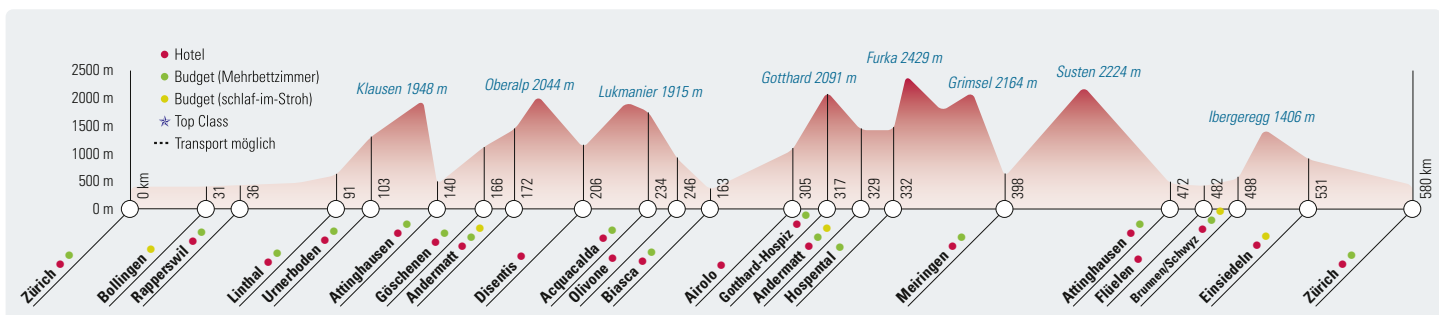 Hotel
Budget (Mehrbettzimmer)
Budget (schlaf-im-Stroh)
Top Class
Transport möglich
2500 m
2000 m
1500 m
1000 m
500 m
0 m
Klausen 1948 m
Oberalp 2044 m
Lukmanier 1915 m
Gotthard 2091 m
Furka 2429 m
Grimsel 2164 m
Susten 2224 m
Ibergeregg 1406 m
0 km
31
36
91
103
140
166
172
206
234
246
163
305
317
329
332
398
472
482
498
531
580 km
Zürich
Bollingen
Rapperswil
Linthal
Urnerboden
Attinghausen
Göschenen
Andermatt
Disentis
Acquacalda
Olivone
Biasca
Airolo
Gotthard-Hospiz
Andermatt
Hospental
Meiringen
Attinghausen
Flüelen
Brunnen/Schwyz
Einsiedeln
Zürich